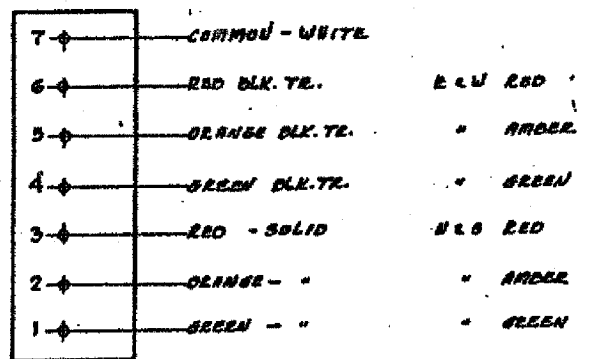 7 COMMON - WHITE
6 RED BLK. TR. E & W RED
5 ORANGE BLK. TR. " AMBER
4 GREEN BLK. TR. " GREEN
3 RED - SOLID N & S RED
2 ORANGE - " " AMBER
1 GREEN - " " GREEN